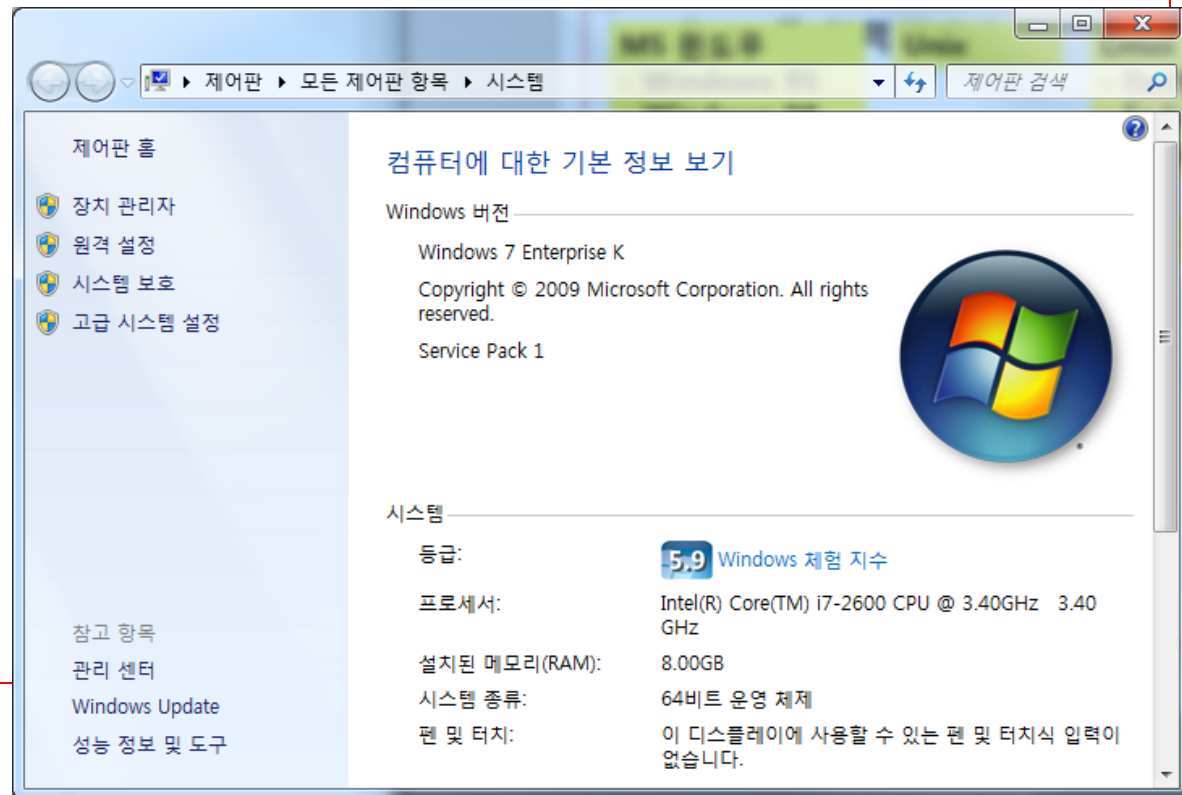 MS 윈도우
Unix
제어판 ▸ 모든 제어판 항목 ▸ 시스템
제어판 검색
제어판 홈
장치 관리자
원격 설정
시스템 보호
고급 시스템 설정
참고 항목
관리 센터
Windows Update
성능 정보 및 도구
컴퓨터에 대한 기본 정보 보기
Windows 버전
Windows 7 Enterprise K
Copyright © 2009 Microsoft Corporation. All rights
reserved.
Service Pack 1
시스템
등급:
5.9 Windows 체험 지수
프로세서:
Intel(R) Core(TM) i7-2600 CPU @ 3.40GHz 3.40
GHz
설치된 메모리(RAM):
8.00GB
시스템 종류:
64비트 운영 체제
펜 및 터치:
이 디스플레이에 사용할 수 있는 펜 및 터치식 입력이
없습니다.